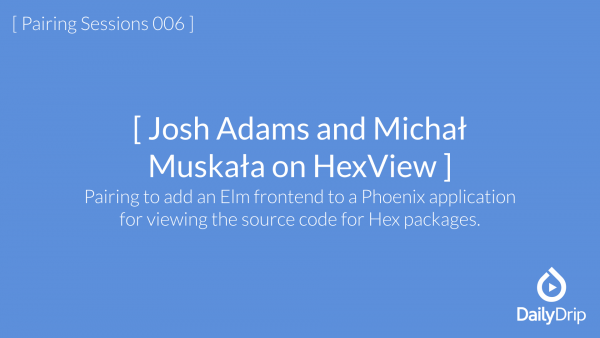 [ Pairing Sessions 006 ]
[ Josh Adams and Michał
Muskała on HexView ]
Pairing to add an Elm frontend to a Phoenix application
for viewing the source code for Hex packages.
DailyDrip